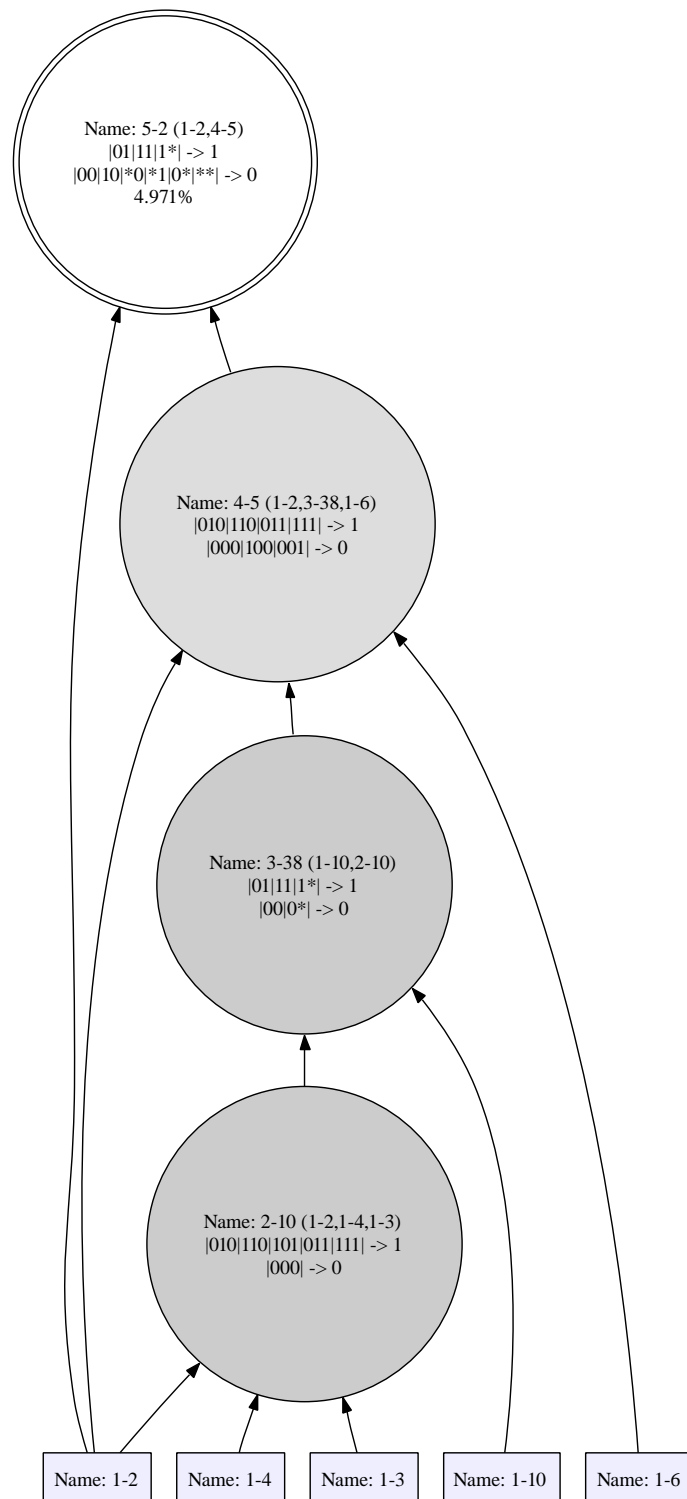 Name: 5-2 (1-2,4-5)
|01|11|1*| -> 1
|00|10|*0|*1|0*|**| -> 0
4.971%
Name: 4-5 (1-2,3-38,1-6)
|010|110|011|111| -> 1
|000|100|001| -> 0
Name: 3-38 (1-10,2-10)
|01|11|1*| -> 1
|00|0*| -> 0
Name: 2-10 (1-2,1-4,1-3)
|010|110|101|011|111| -> 1
|000| -> 0
Name: 1-2
Name: 1-4
Name: 1-3
Name: 1-10
Name: 1-6